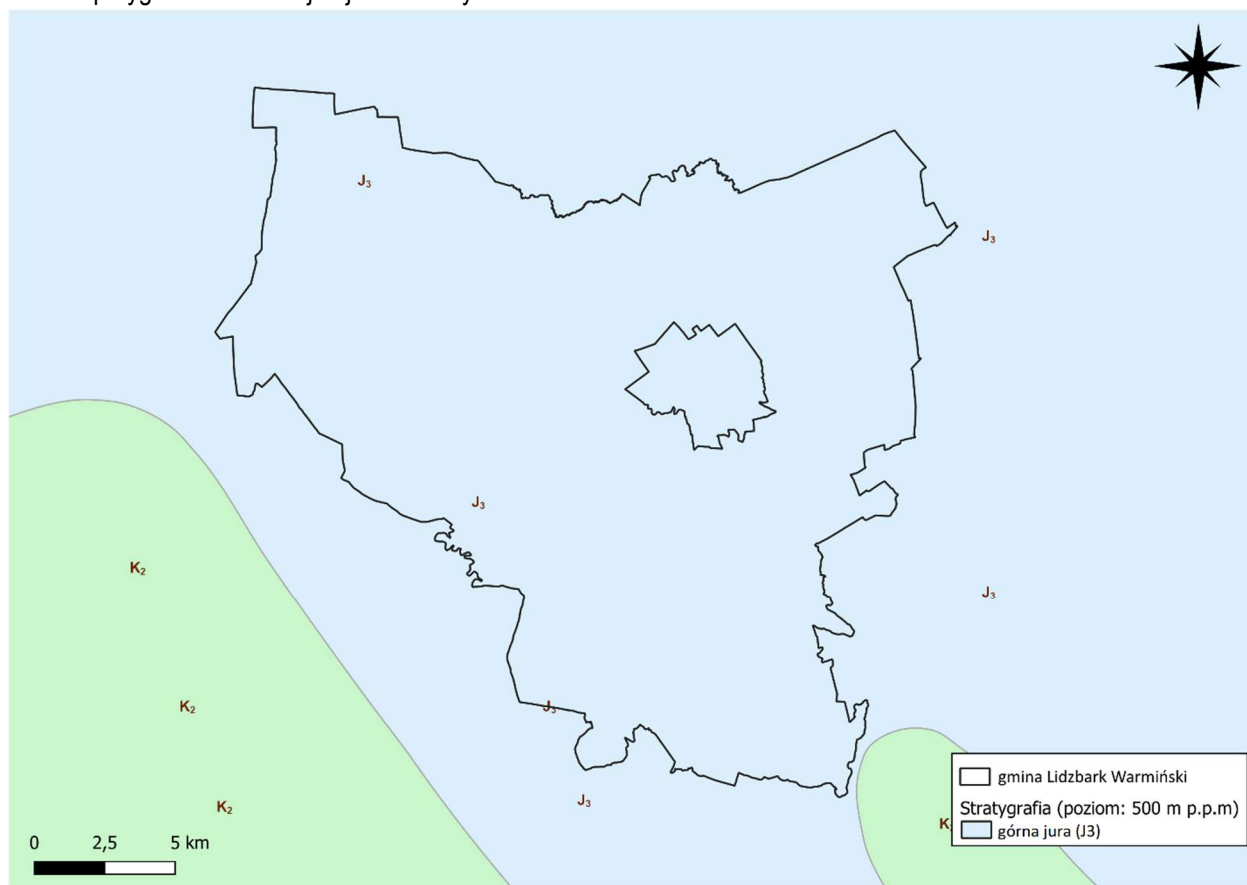 J₃
J₃
J₃
K₂
J₃
K₂
J₃
J₃
K₂
gmina Lidzbark Warmiński
Stratygrafia (poziom: 500 m p.p.m)
górna jura (J3)
K
0 2,5 5 km